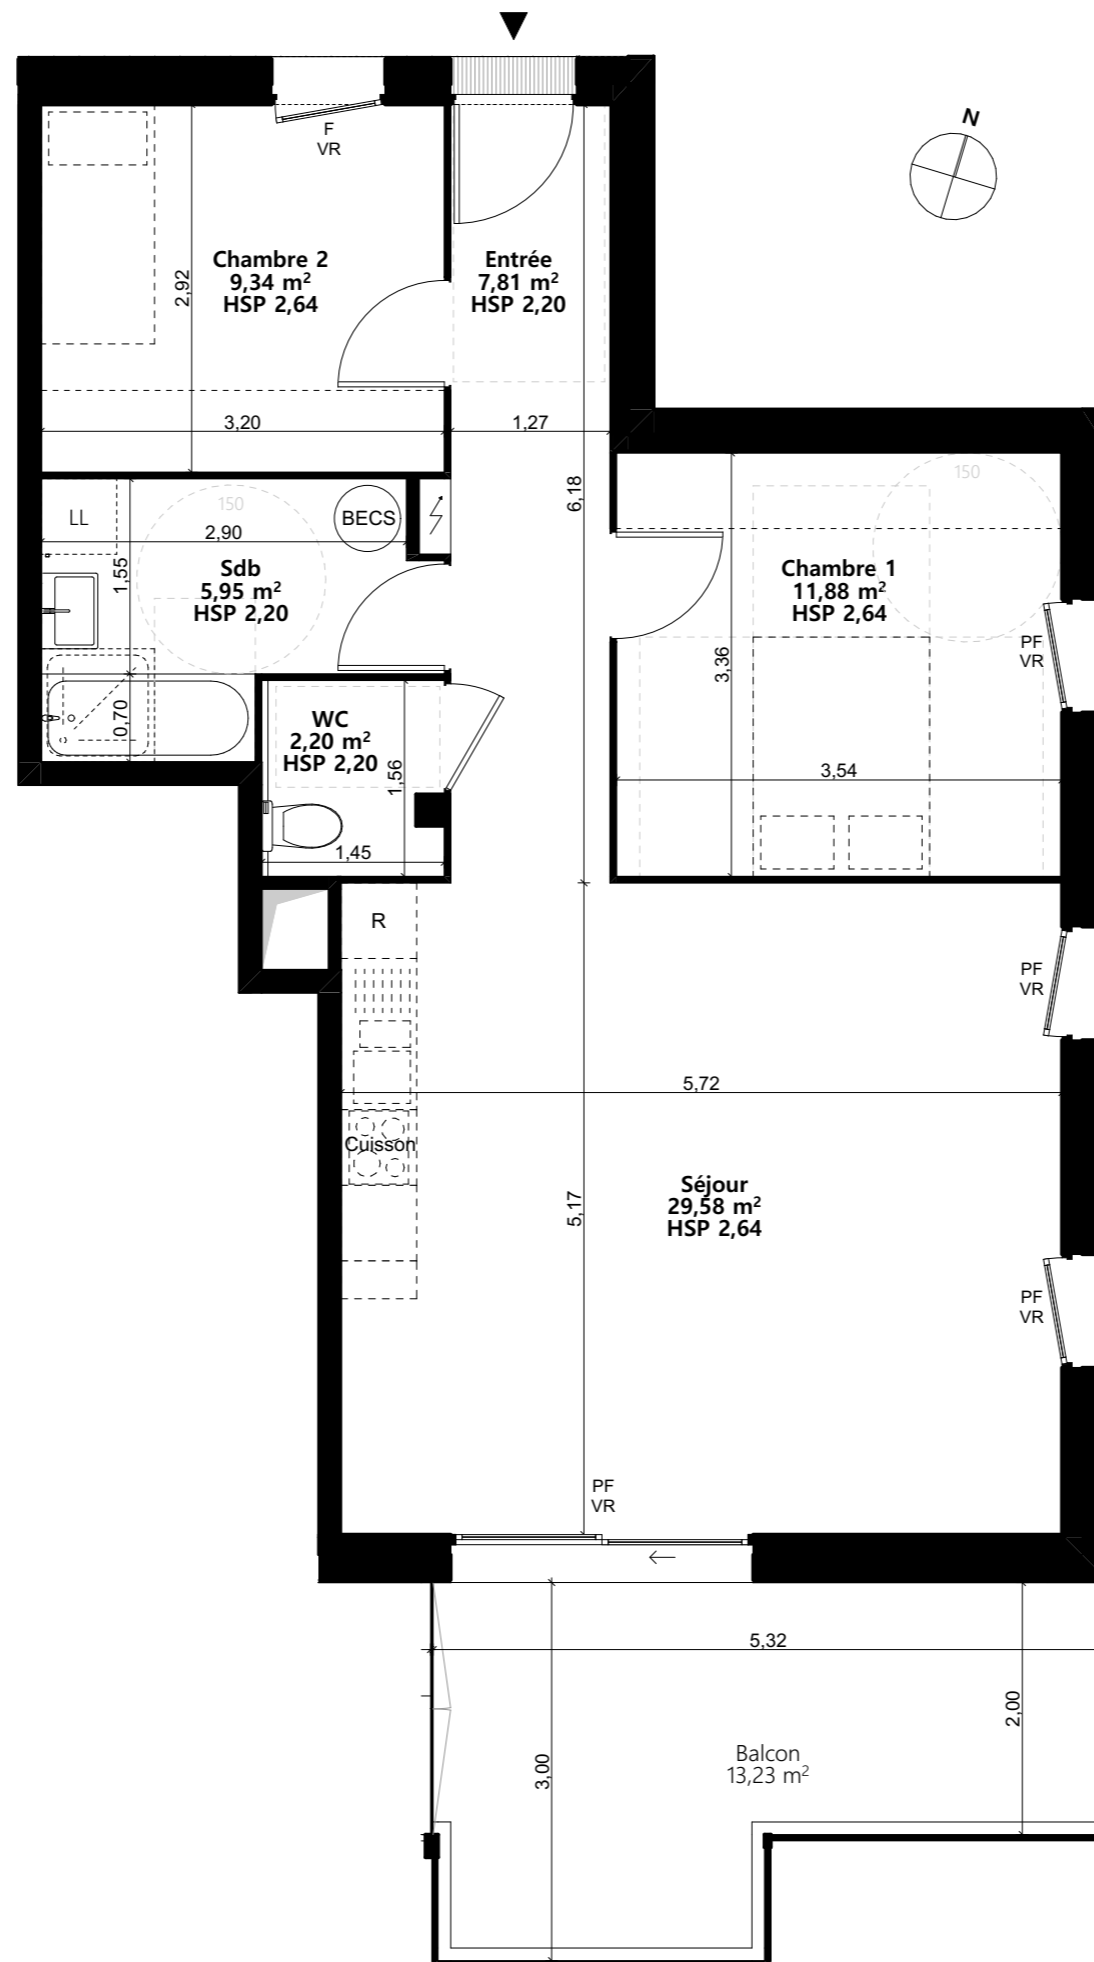 N
F
VR
Chambre 2
9,34 m²
HSP 2,64
Entrée
7,81 m²
HSP 2,20
2,92
3,20
1,27
6,18
150
LL
BECS
2,90
1,55
Sdb
5,95 m²
HSP 2,20
150
Chambre 1
11,88 m²
HSP 2,64
PF
VR
3,36
0,70
WC
2,20 m²
HSP 2,20
1,56
3,54
1,45
R
PF
VR
5,72
Cuisson
Séjour
29,58 m²
HSP 2,64
5,17
PF
VR
PF
VR
5,32
2,00
3,00
Balcon
13,23 m²